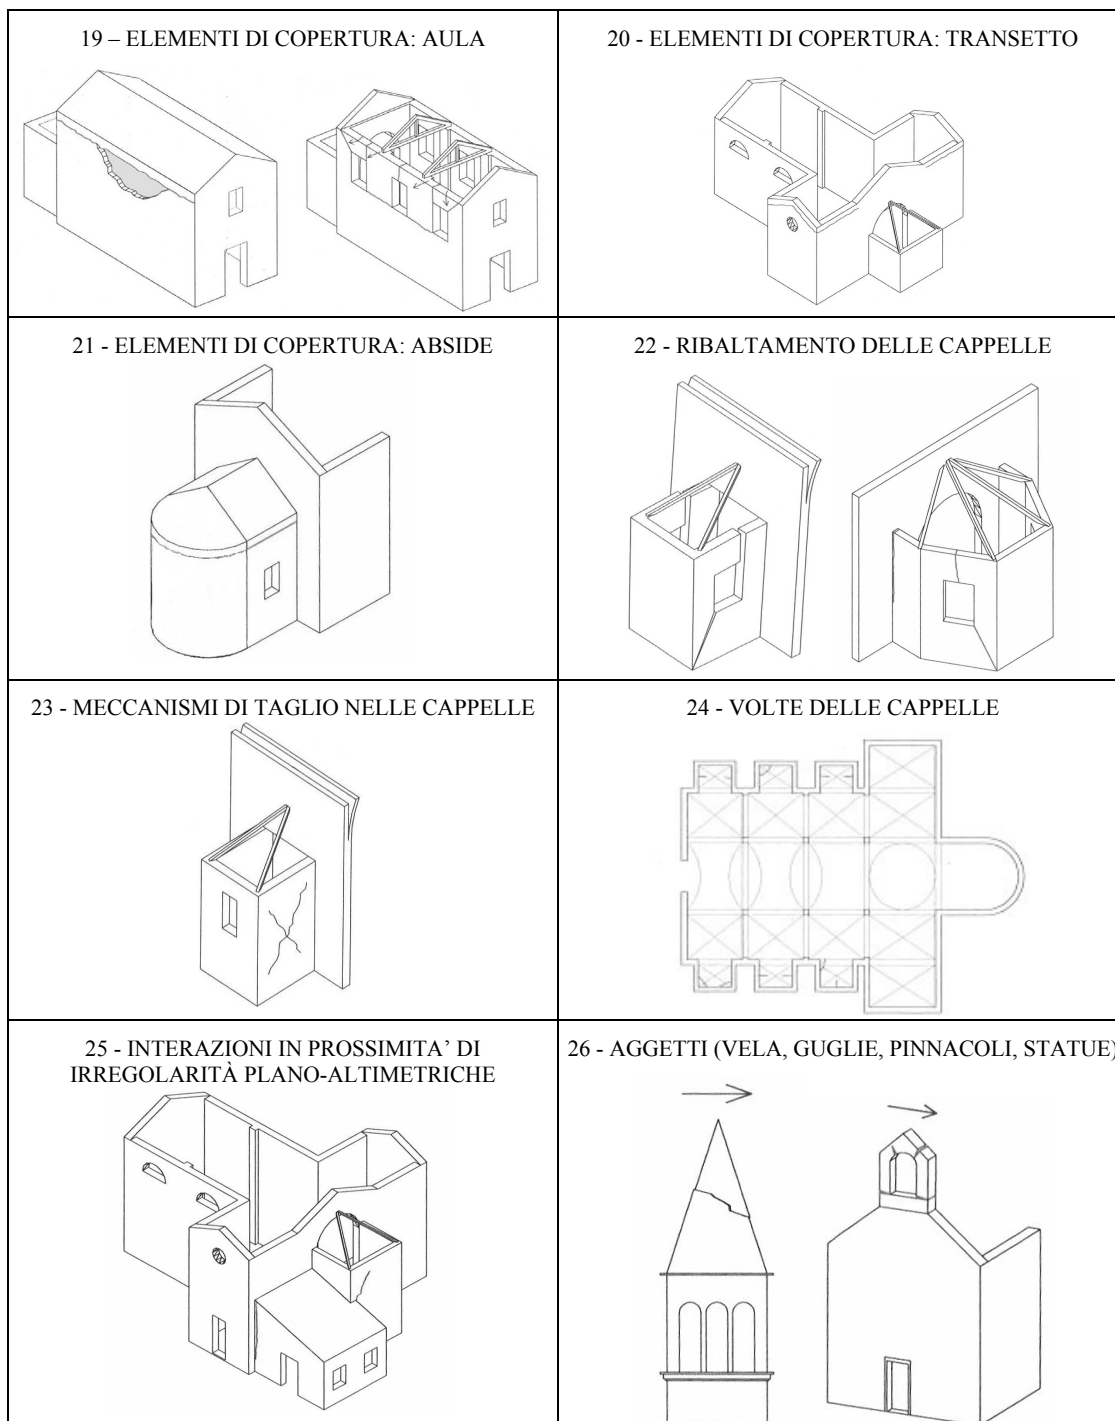 19 – ELEMENTI DI COPERTURA: AULA
20 - ELEMENTI DI COPERTURA: TRANSETTO
21 - ELEMENTI DI COPERTURA: ABSIDE
22 - RIBALTAMENTO DELLE CAPPELLE
23 - MECCANISMI DI TAGLIO NELLE CAPPELLE
24 - VOLTE DELLE CAPPELLE
25 - INTERAZIONI IN PROSSIMITA’ DI
IRREGOLARITÀ PLANO-ALTIMETRICHE
26 - AGGETTI (VELA, GUGLIE, PINNACOLI, STATUE)